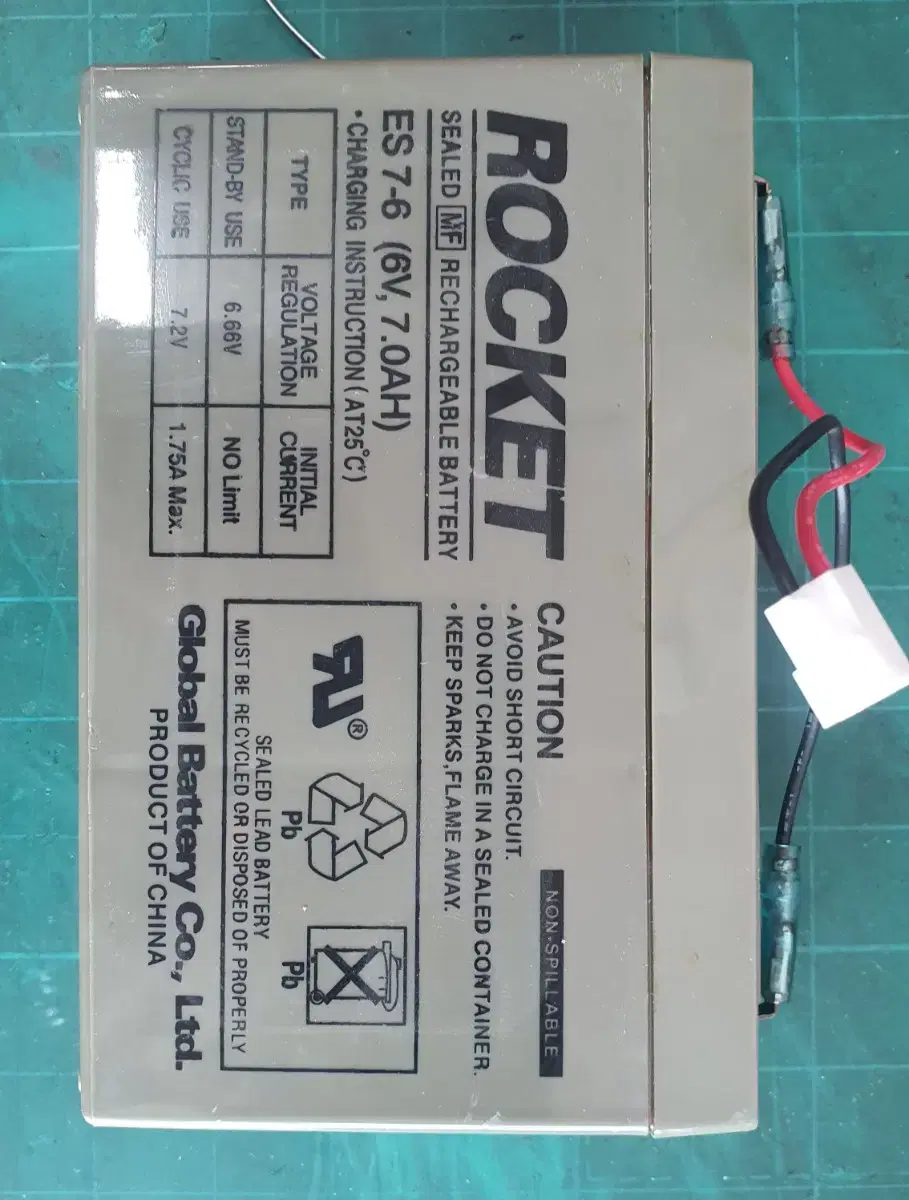 ROCKET
SEALED MF RECHARGEABLE BATTERY
ES 7-6 (6V, 7.0AH)
•CHARGING INSTRUCTION (AT25℃)
TYPE VOLTAGE REGULATION INITIAL CURRENT
STAND-BY USE 6.66V NO Limit
CYCLIC USE 7.2V 1.75A Max.
CAUTION NON-SPILLABLE
•AVOID SHORT CIRCUIT.
•DO NOT CHARGE IN A SEALED CONTAINER.
•KEEP SPARKS,FLAME AWAY.
RU®
Pb Pb
SEALED LEAD BATTERY
MUST BE RECYCLED OR DISPOSED OF PROPERLY
Global Battery Co., Ltd.
PRODUCT OF CHINA